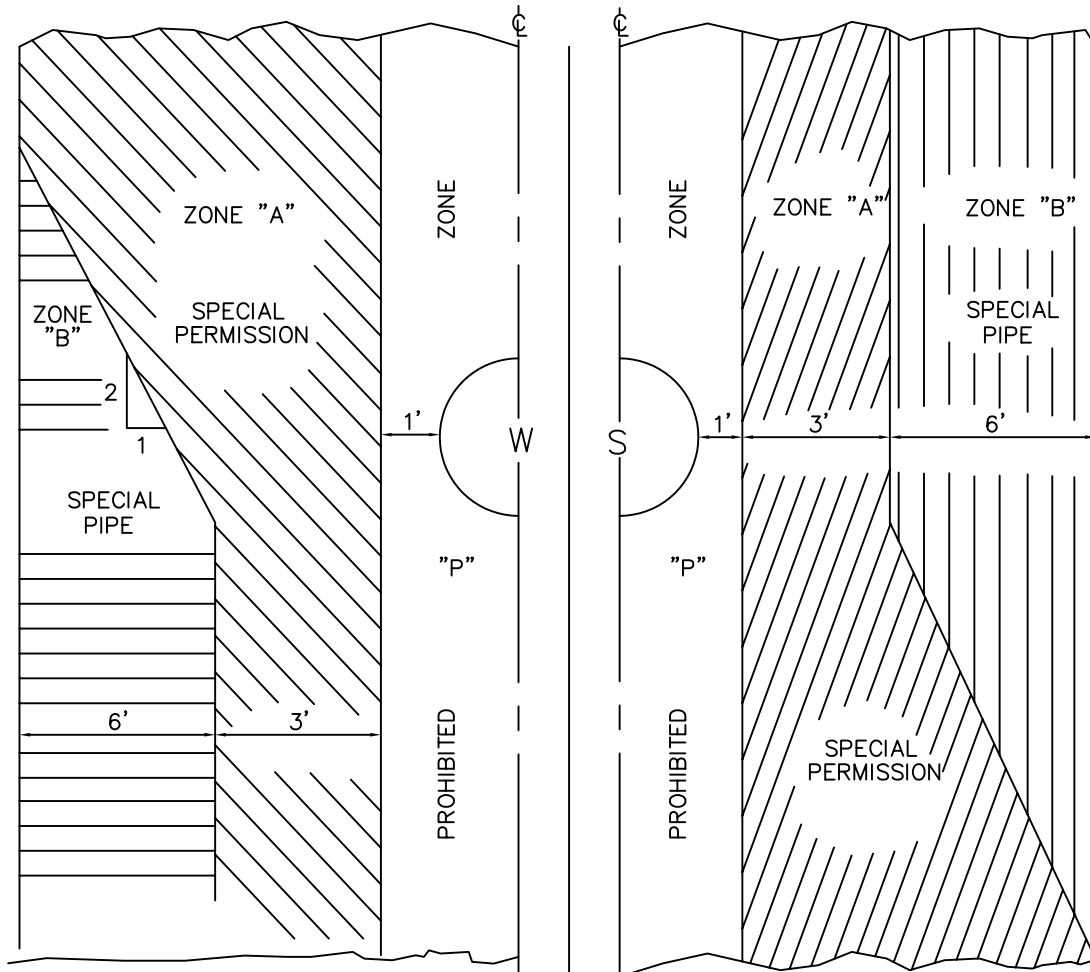 ℄
℄
ZONE "A"
ZONE
ZONE
ZONE "A"
ZONE "B"
SPECIAL
PERMISSION
ZONE
"B"
SPECIAL
PIPE
2
1
1'
W
S
1'
3'
6'
SPECIAL
PIPE
"P"
"P"
6'
3'
PROHIBITED
PROHIBITED
SPECIAL
PERMISSION